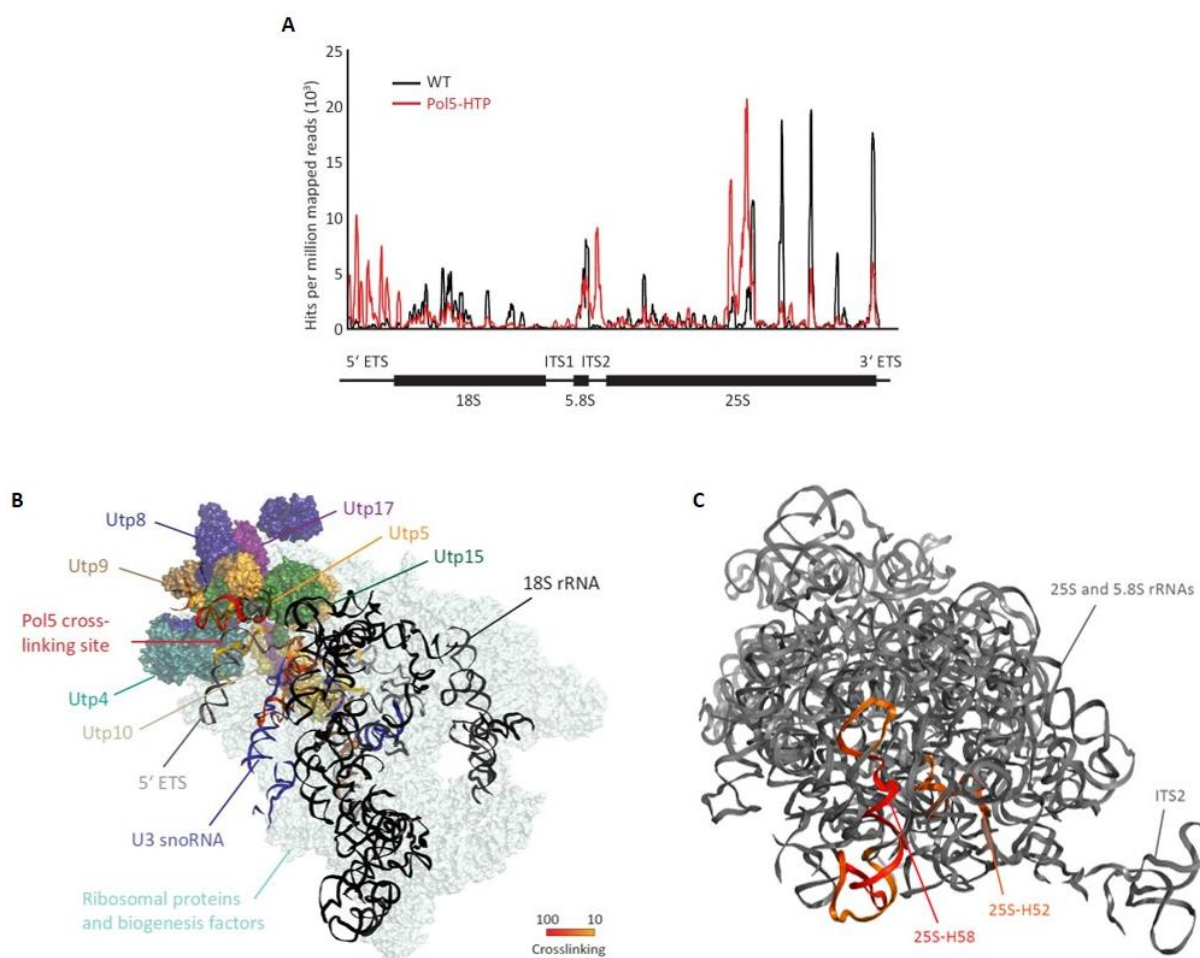 A
25
20
15
10
5
0
Hits per million mapped reads (10³)
WT
Pol5-HTP
5' ETS
18S
ITS1
5.8S
ITS2
25S
3' ETS
B
Utp8
Utp17
Utp9
Utp5
Utp15
18S rRNA
Pol5 cross-
linking site
Utp4
Utp10
5' ETS
U3 snoRNA
Ribosomal proteins
and biogenesis factors
100 10
Crosslinking
C
25S and 5.8S rRNAs
ITS2
25S-H52
25S-H58